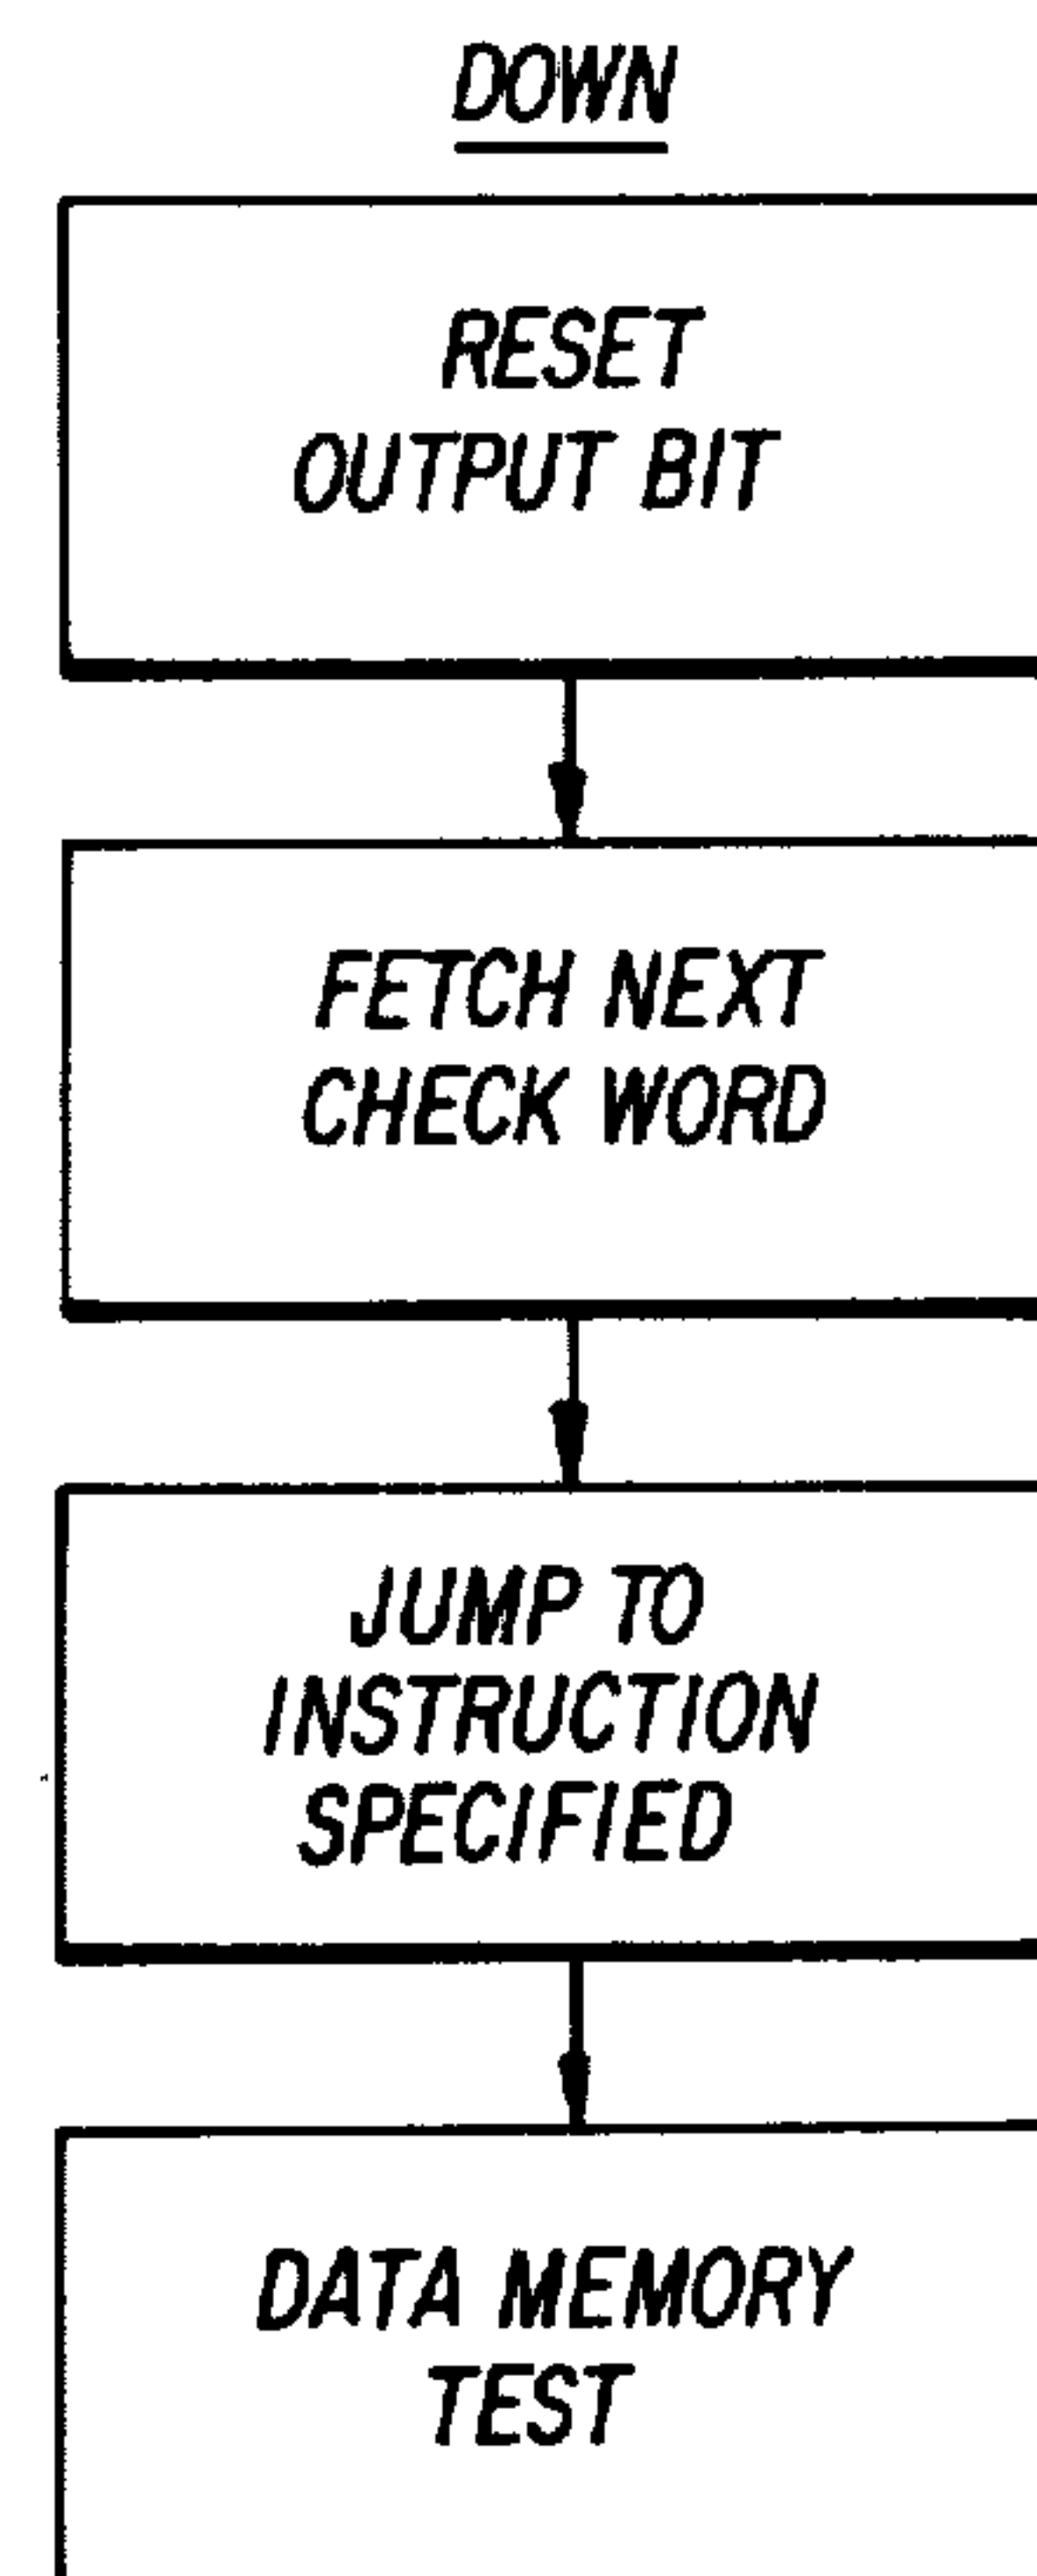 DOWN
RESET
OUTPUT BIT
FETCH NEXT
CHECK WORD
JUMP TO
INSTRUCTION
SPECIFIED
DATA MEMORY
TEST